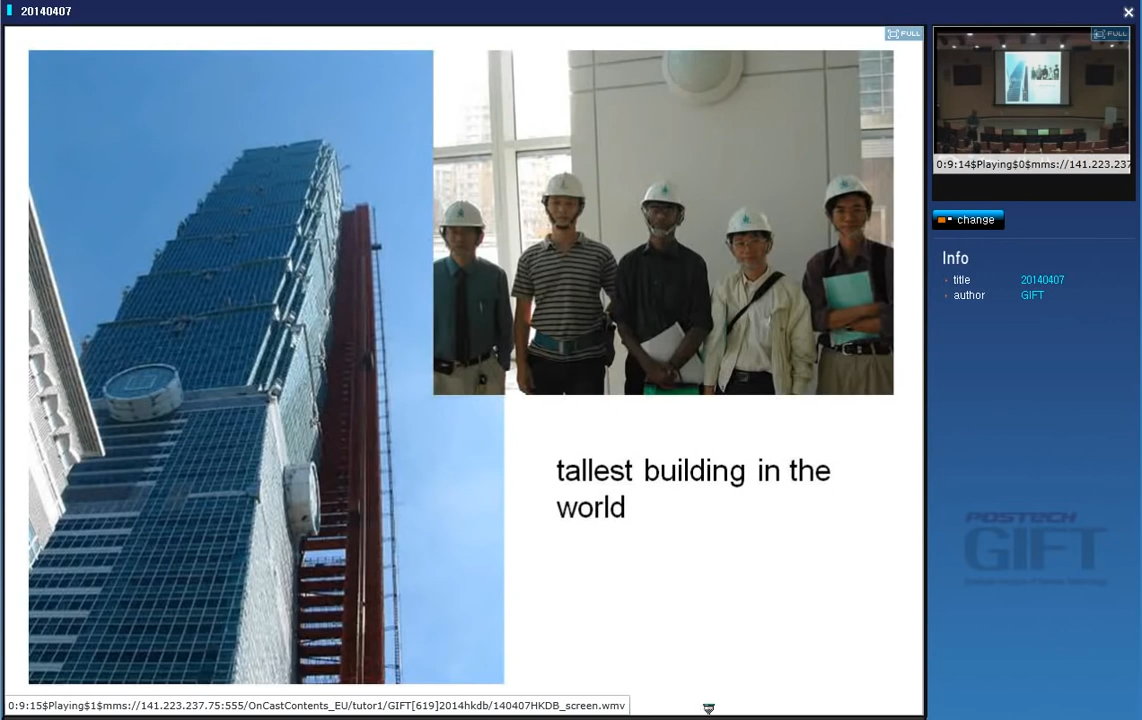 20140407
FULL
FULL
0:9:14$Playing$0$mms://141.223.237
change
Info
title 20140407
author GIFT
tallest building in the
world
POSTECH
GIFT
0:9:15$Playing$1$mms://141.223.237.75:555/OnCastContents_EU/tutor1/GIFT[619]2014hkdb/140407HKDB_screen.wmv